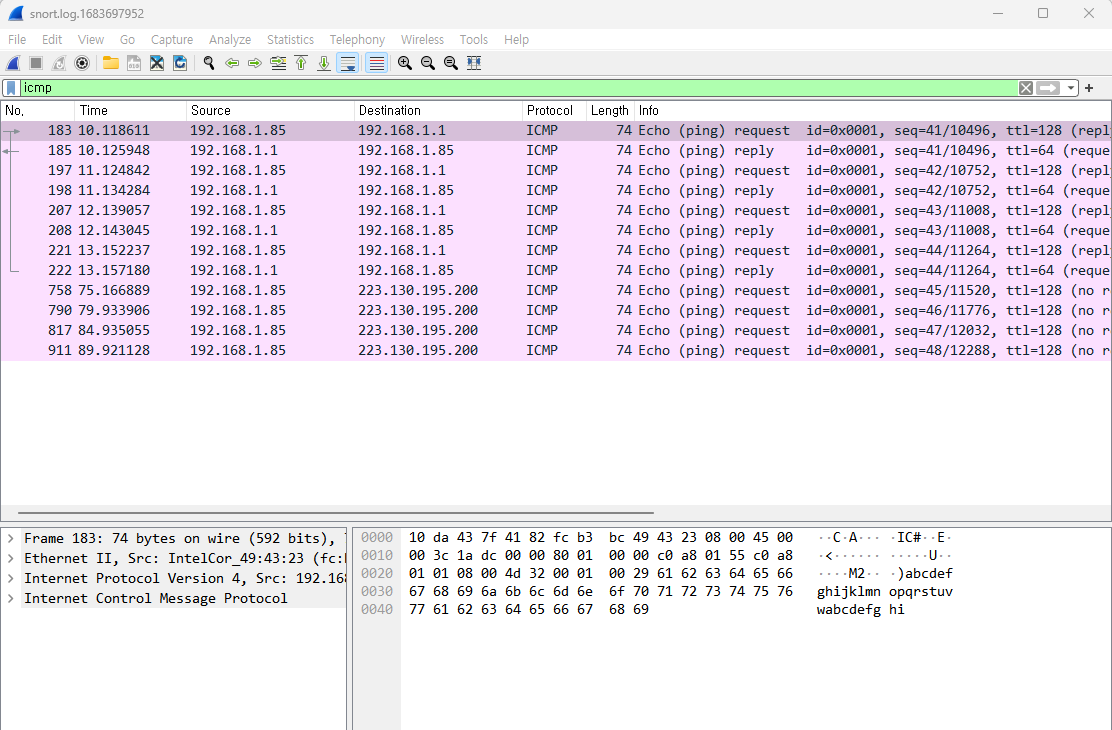 snort.log.1683697952
File Edit View Go Capture Analyze Statistics Telephony Wireless Tools Help
icmp
No. Time Source Destination Protocol Length Info
183 10.118611 192.168.1.85 192.168.1.1 ICMP 74 Echo (ping) request id=0x0001, seq=41/10496, ttl=128 (repl
185 10.125948 192.168.1.1 192.168.1.85 ICMP 74 Echo (ping) reply id=0x0001, seq=41/10496, ttl=64 (reque
197 11.124842 192.168.1.85 192.168.1.1 ICMP 74 Echo (ping) request id=0x0001, seq=42/10752, ttl=128 (repl
198 11.134284 192.168.1.1 192.168.1.85 ICMP 74 Echo (ping) reply id=0x0001, seq=42/10752, ttl=64 (reque
207 12.139057 192.168.1.85 192.168.1.1 ICMP 74 Echo (ping) request id=0x0001, seq=43/11008, ttl=128 (repl
208 12.143045 192.168.1.1 192.168.1.85 ICMP 74 Echo (ping) reply id=0x0001, seq=43/11008, ttl=64 (reque
221 13.152237 192.168.1.85 192.168.1.1 ICMP 74 Echo (ping) request id=0x0001, seq=44/11264, ttl=128 (repl
222 13.157180 192.168.1.1 192.168.1.85 ICMP 74 Echo (ping) reply id=0x0001, seq=44/11264, ttl=64 (reque
758 75.166889 192.168.1.85 223.130.195.200 ICMP 74 Echo (ping) request id=0x0001, seq=45/11520, ttl=128 (no r
790 79.933906 192.168.1.85 223.130.195.200 ICMP 74 Echo (ping) request id=0x0001, seq=46/11776, ttl=128 (no r
817 84.935055 192.168.1.85 223.130.195.200 ICMP 74 Echo (ping) request id=0x0001, seq=47/12032, ttl=128 (no r
911 89.921128 192.168.1.85 223.130.195.200 ICMP 74 Echo (ping) request id=0x0001, seq=48/12288, ttl=128 (no r
Frame 183: 74 bytes on wire (592 bits),
Ethernet II, Src: IntelCor_49:43:23 (fc:
Internet Protocol Version 4, Src: 192.16
Internet Control Message Protocol
0000 10 da 43 7f 41 82 fc b3 bc 49 43 23 08 00 45 00 ··C·A··· ·IC#··E·
0010 00 3c 1a dc 00 00 80 01 00 00 c0 a8 01 55 c0 a8 ·<······ ·····U··
0020 01 01 08 00 4d 32 00 01 00 29 61 62 63 64 65 66 ····M2·· ·)abcdef
0030 67 68 69 6a 6b 6c 6d 6e 6f 70 71 72 73 74 75 76 ghijklmn opqrstuv
0040 77 61 62 63 64 65 66 67 68 69 wabcdefg hi